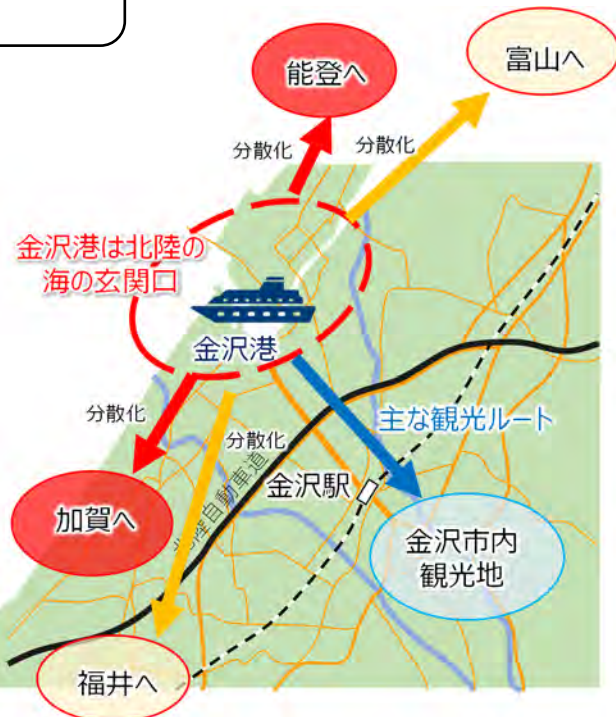 能登へ
富山へ
分散化
分散化
金沢港は北陸の
海の玄関口
金沢港
分散化
分散化
主な観光ルート
北陸自動車道
金沢駅
加賀へ
金沢市内
観光地
福井へ